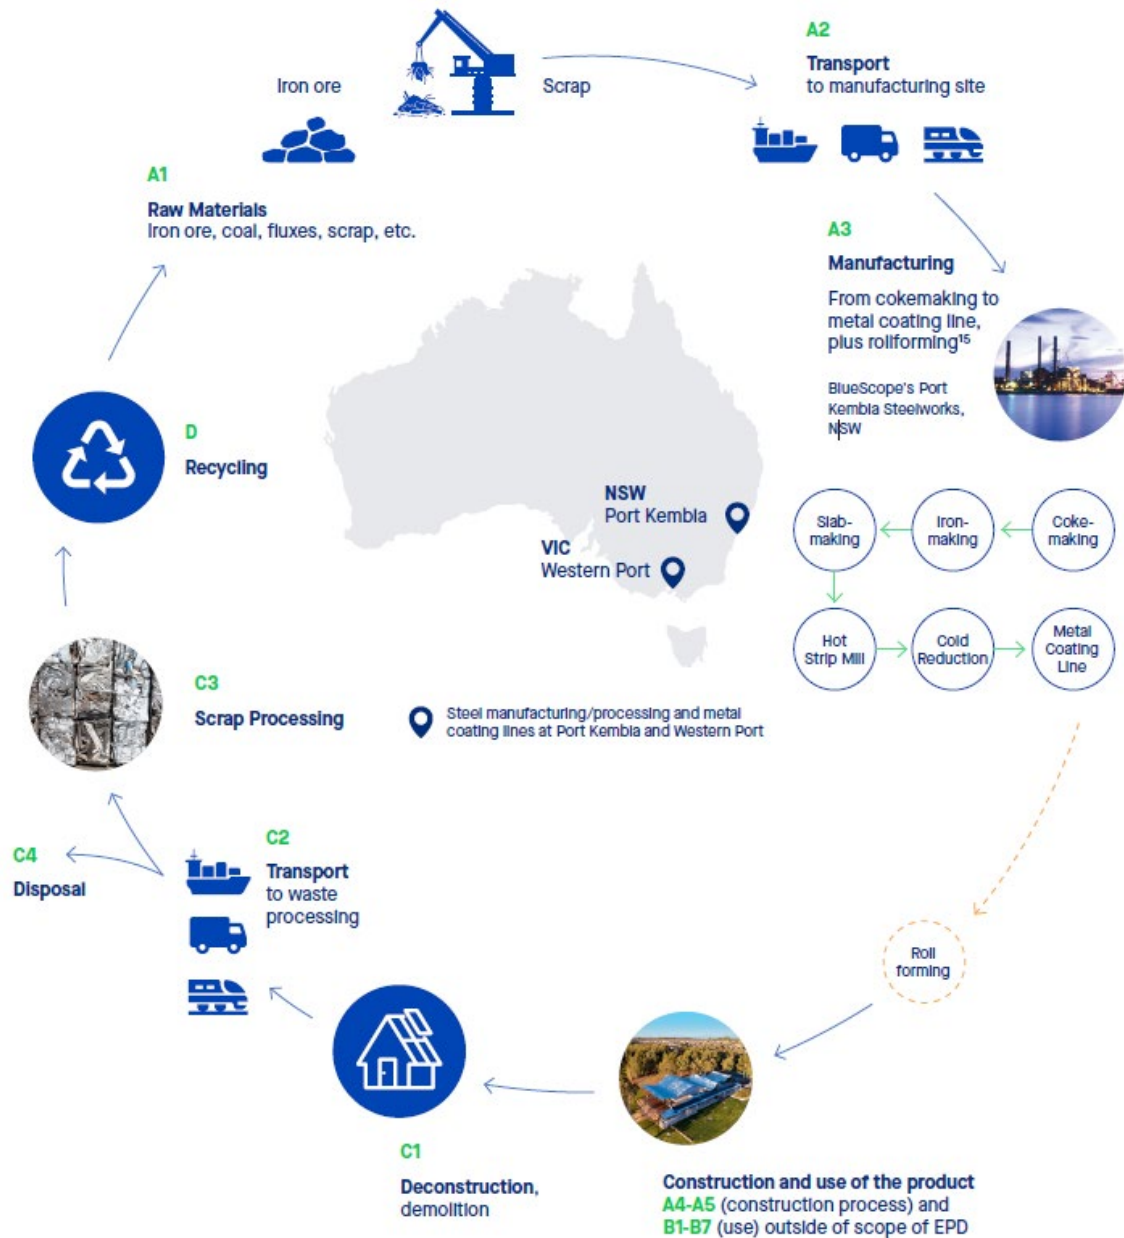 A2
Transport
to manufacturing site
Iron ore
Scrap
A1
Raw Materials
Iron ore, coal, fluxes, scrap, etc.
A3
Manufacturing
From cokemaking to
metal coating line,
plus rollforming¹⁵
BlueScope's Port
Kembla Steelworks,
NSW
D
Recycling
NSW
Port Kembla
VIC
Western Port
Slab-
making
Iron-
making
Coke-
making
Hot
Strip Mill
Cold
Reduction
Metal
Coating
Line
C3
Scrap Processing
Steel manufacturing/processing and metal
coating lines at Port Kembla and Western Port
C4
Disposal
C2
Transport
to waste
processing
Roll
forming
C1
Deconstruction,
demolition
Construction and use of the product
A4-A5 (construction process) and
B1-B7 (use) outside of scope of EPD